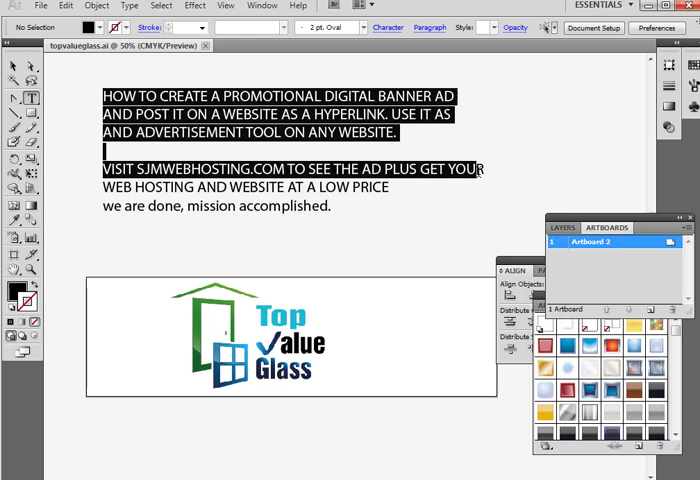 Ai File Edit Object Type Select Effect View Window Help Br ESSENTIALS
No Selection Stroke: 2 pt. Oval Character Paragraph Style: Opacity Document Setup Preferences
topvalueglass.ai @ 50% (CMYK/Preview)
HOW TO CREATE A PROMOTIONAL DIGITAL BANNER AD
AND POST IT ON A WEBSITE AS A HYPERLINK. USE IT AS
AND ADVERTISEMENT TOOL ON ANY WEBSITE.
VISIT SJMWEBHOSTING.COM TO SEE THE AD PLUS GET YOUR
WEB HOSTING AND WEBSITE AT A LOW PRICE
we are done, mission accomplished.
LAYERS ARTBOARDS
1 Artboard 2
1 Artboard
ALIGN
Align Objects:
Distribute
Distribute
Top
Value
Glass